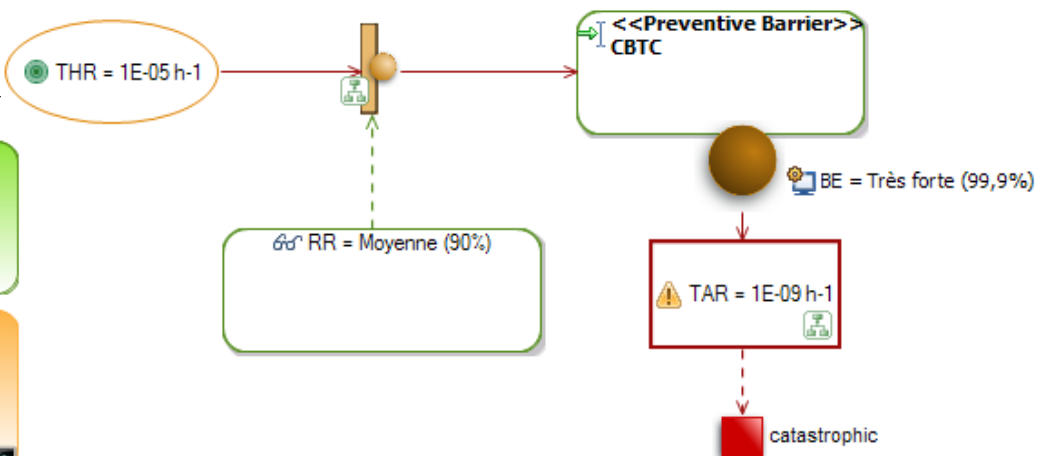 THR = 1E-05 h-1
<<Preventive Barrier>>
CBTC
BE = Très forte (99,9%)
RR = Moyenne (90%)
TAR = 1E-09 h-1
catastrophic